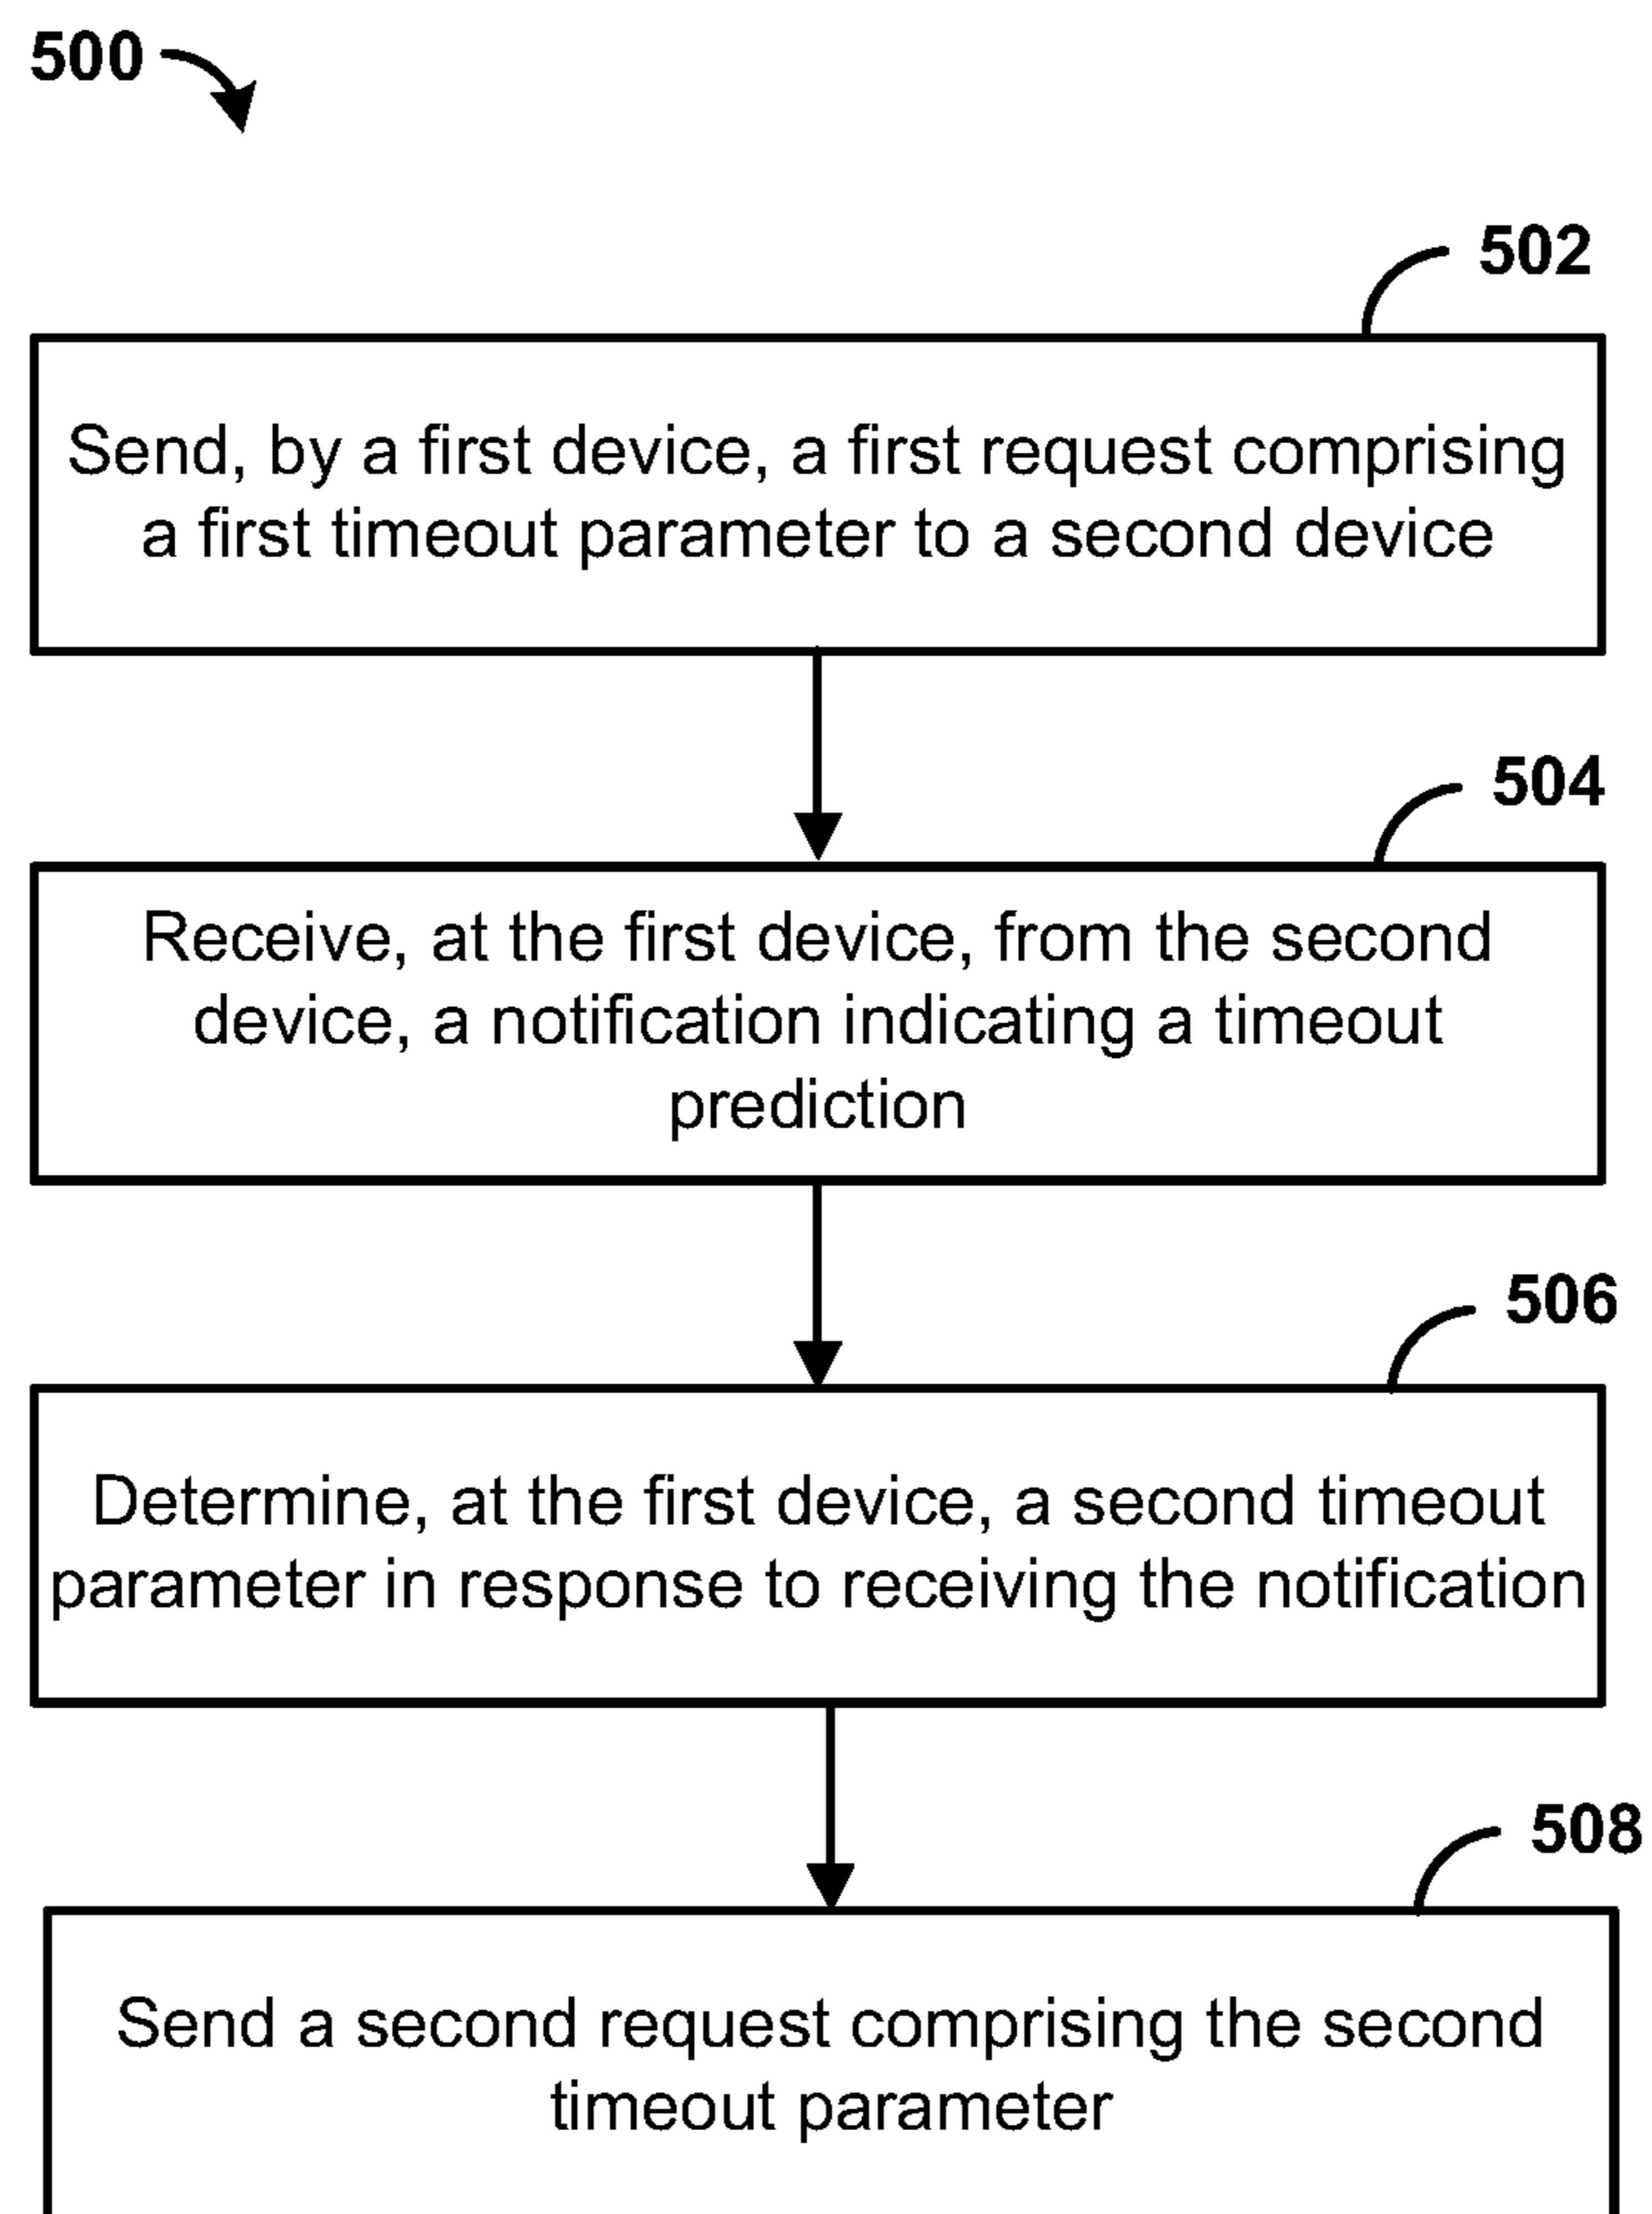 500
502
Send, by a first device, a first request comprising
a first timeout parameter to a second device
504
Receive, at the first device, from the second
device, a notification indicating a timeout
prediction
506
Determine, at the first device, a second timeout
parameter in response to receiving the notification
508
Send a second request comprising the second
timeout parameter